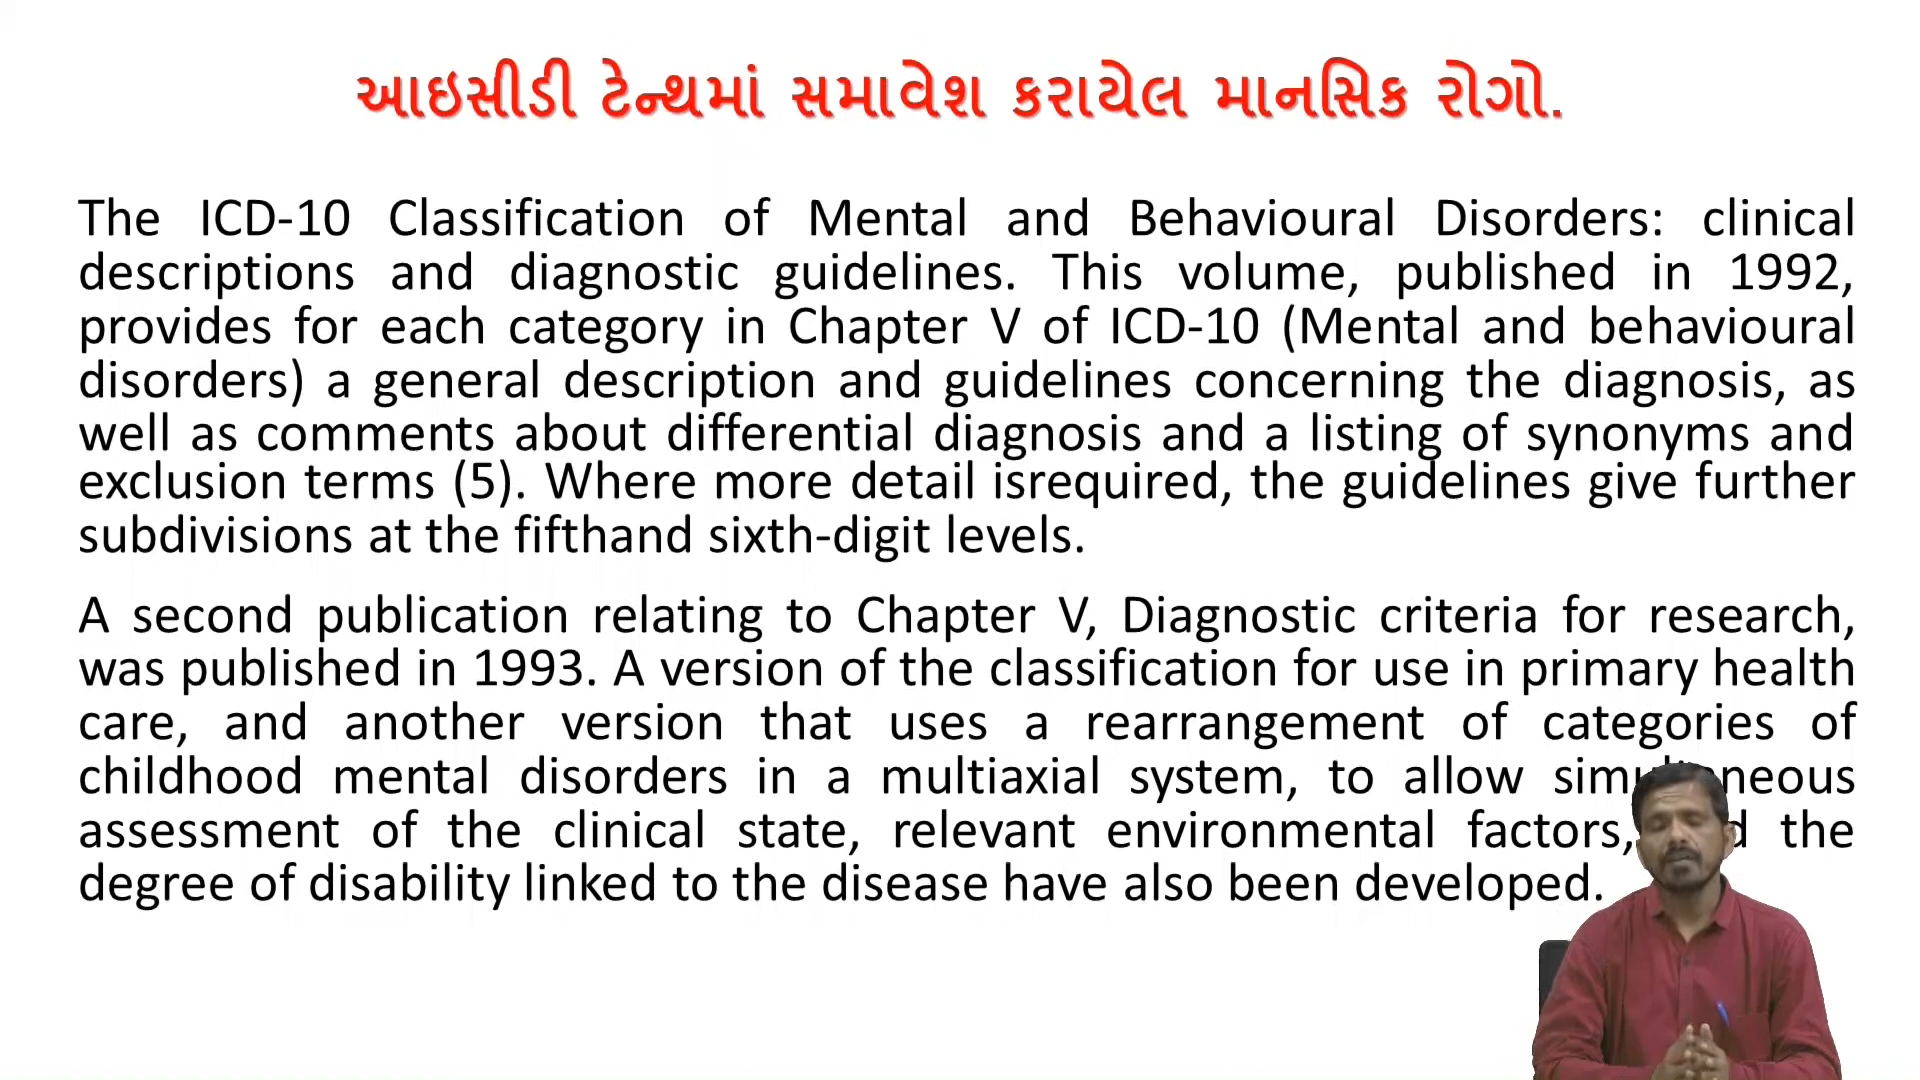 આઇસીડી ટેન્થમાં સમાવેશ કરાયેલ માનસિક રોગો.
The ICD-10 Classification of Mental and Behavioural Disorders: clinical
descriptions and diagnostic guidelines. This volume, published in 1992,
provides for each category in Chapter V of ICD-10 (Mental and behavioural
disorders) a general description and guidelines concerning the diagnosis, as
well as comments about differential diagnosis and a listing of synonyms and
exclusion terms (5). Where more detail isrequired, the guidelines give further
subdivisions at the fifthand sixth-digit levels.
A second publication relating to Chapter V, Diagnostic criteria for research,
was published in 1993. A version of the classification for use in primary health
care, and another version that uses a rearrangement of categories of
childhood mental disorders in a multiaxial system, to allow
assessment of the clinical state, relevant environmental factors, the
degree of disability linked to the disease have also been developed.